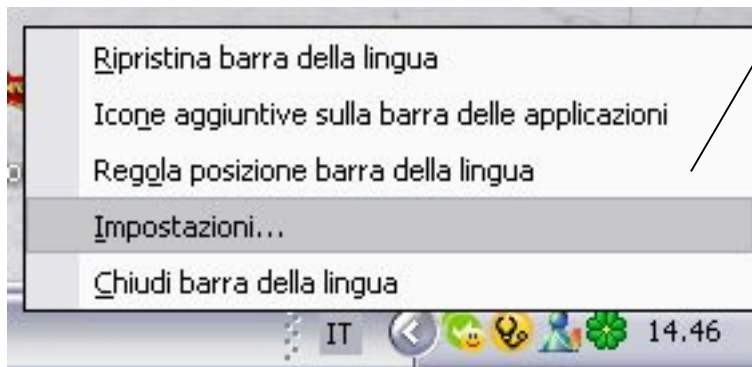 Ripristina barra della lingua
Icone aggiuntive sulla barra delle applicazioni
Regola posizione barra della lingua
Impostazioni...
Chiudi barra della lingua
IT 14.46